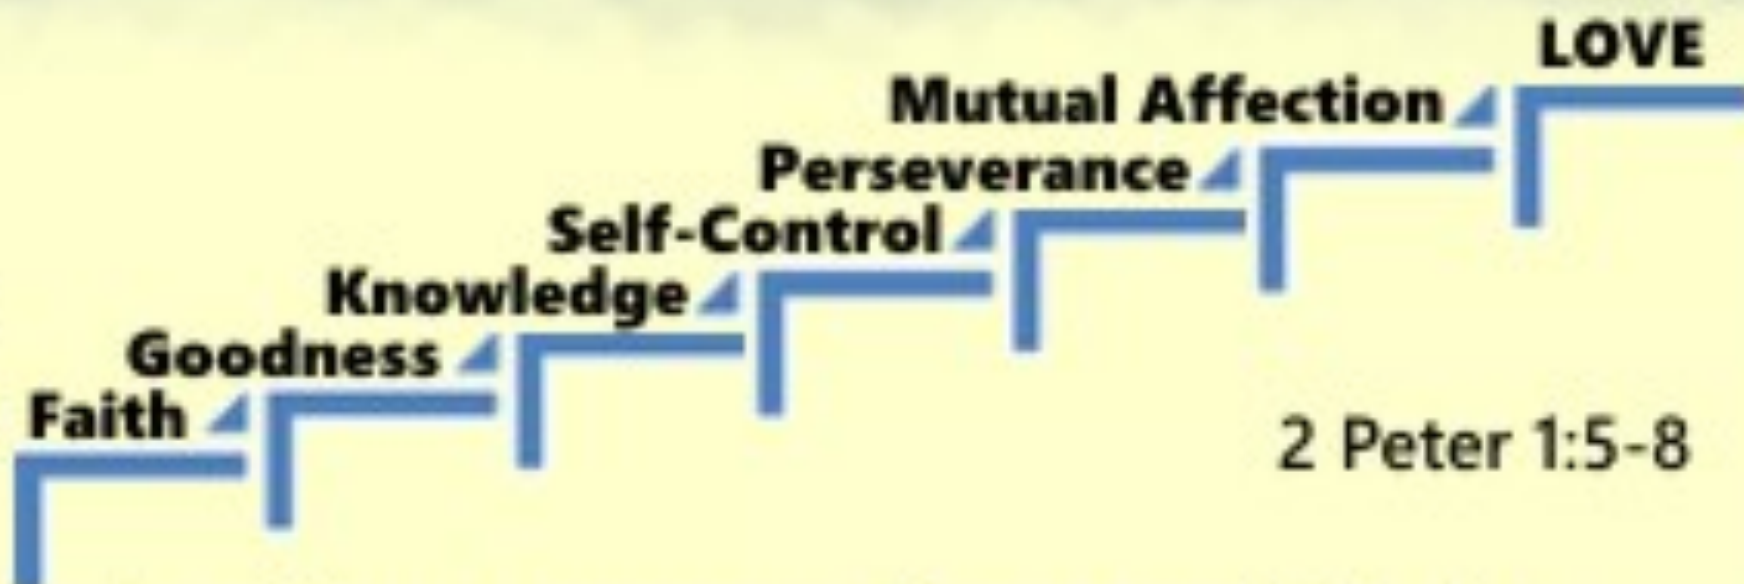 LOVE
Mutual Affection
Perseverance
Self-Control
Knowledge
Goodness
Faith
2 Peter 1:5-8